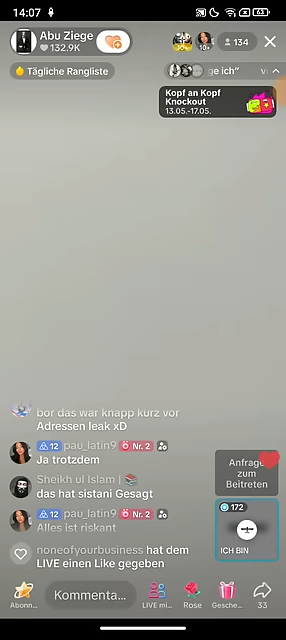 14:07
63
Abu Ziege
132.9K
10+
134
Tägliche Rangliste
ge ich“
Kopf an Kopf
Knockout
13.05.-17.05.
bor das war knapp kurz vor
Adressen leak xD
12 pau_latin9 Nr. 2
Ja trotzdem
Sheikh ul Islam |
das hat sistani Gesagt
12 pau_latin9 Nr. 2
Alles ist riskant
noneofyourbusiness hat dem
LIVE einen Like gegeben
Anfrage
zum
Beitreten
172
ICH BIN
Abonn...
Kommenta...
LIVE mi...
Rose
Gesche...
33